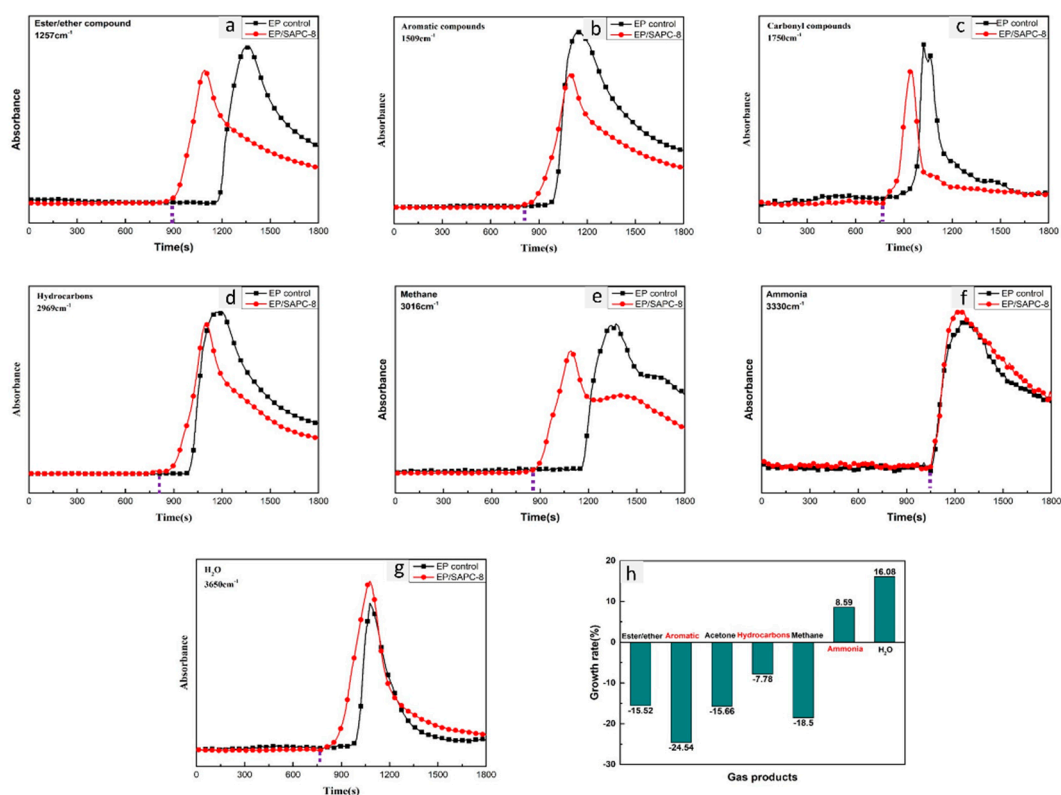 Ester/ether compound
1257cm⁻¹
a
EP control
EP/SAPC-8
Absorbance
0 300 600 900 1200 1500 1800
Time(s)
Aromatic compounds
1509cm⁻¹
b
EP control
EP/SAPC-8
Absorbance
0 300 600 900 1200 1500 1800
Time(s)
Carbonyl compounds
1750cm⁻¹
c
EP control
EP/SAPC-8
Absorbance
0 300 600 900 1200 1500 1800
Time(s)
Hydrocarbons
2969cm⁻¹
d
EP control
EP/SAPC-8
Absorbance
0 300 600 900 1200 1500 1800
Time(s)
Methane
3016cm⁻¹
e
EP control
EP/SAPC-8
Absorbance
0 300 600 900 1200 1500 1800
Time(s)
Ammonia
3330cm⁻¹
f
EP control
EP/SAPC-8
Absorbance
0 300 600 900 1200 1500 1800
Time(s)
H₂O
3650cm⁻¹
g
EP control
EP/SAPC-8
Absorbance
0 300 600 900 1200 1500 1800
Time(s)
h
Growth rate(%)
20
10
0
-10
-20
-30
16.08
8.59
Ester/ether Aromatic Acetone Hydrocarbons Methane
Ammonia H₂O
-7.78
-15.52
-15.66
-18.5
-24.54
Gas products